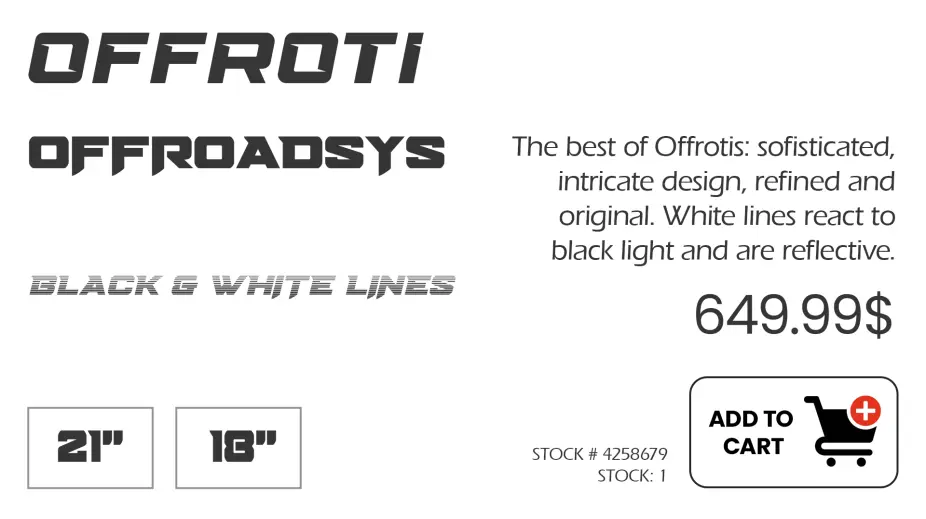 OFFROTI
OFFROADSYS
The best of Offrotis: sofisticated,
intricate design, refined and
original. White lines react to
black light and are reflective.
BLACK & WHITE LINES
649.99$
21"
18"
STOCK # 4258679
STOCK: 1
ADD TO
CART